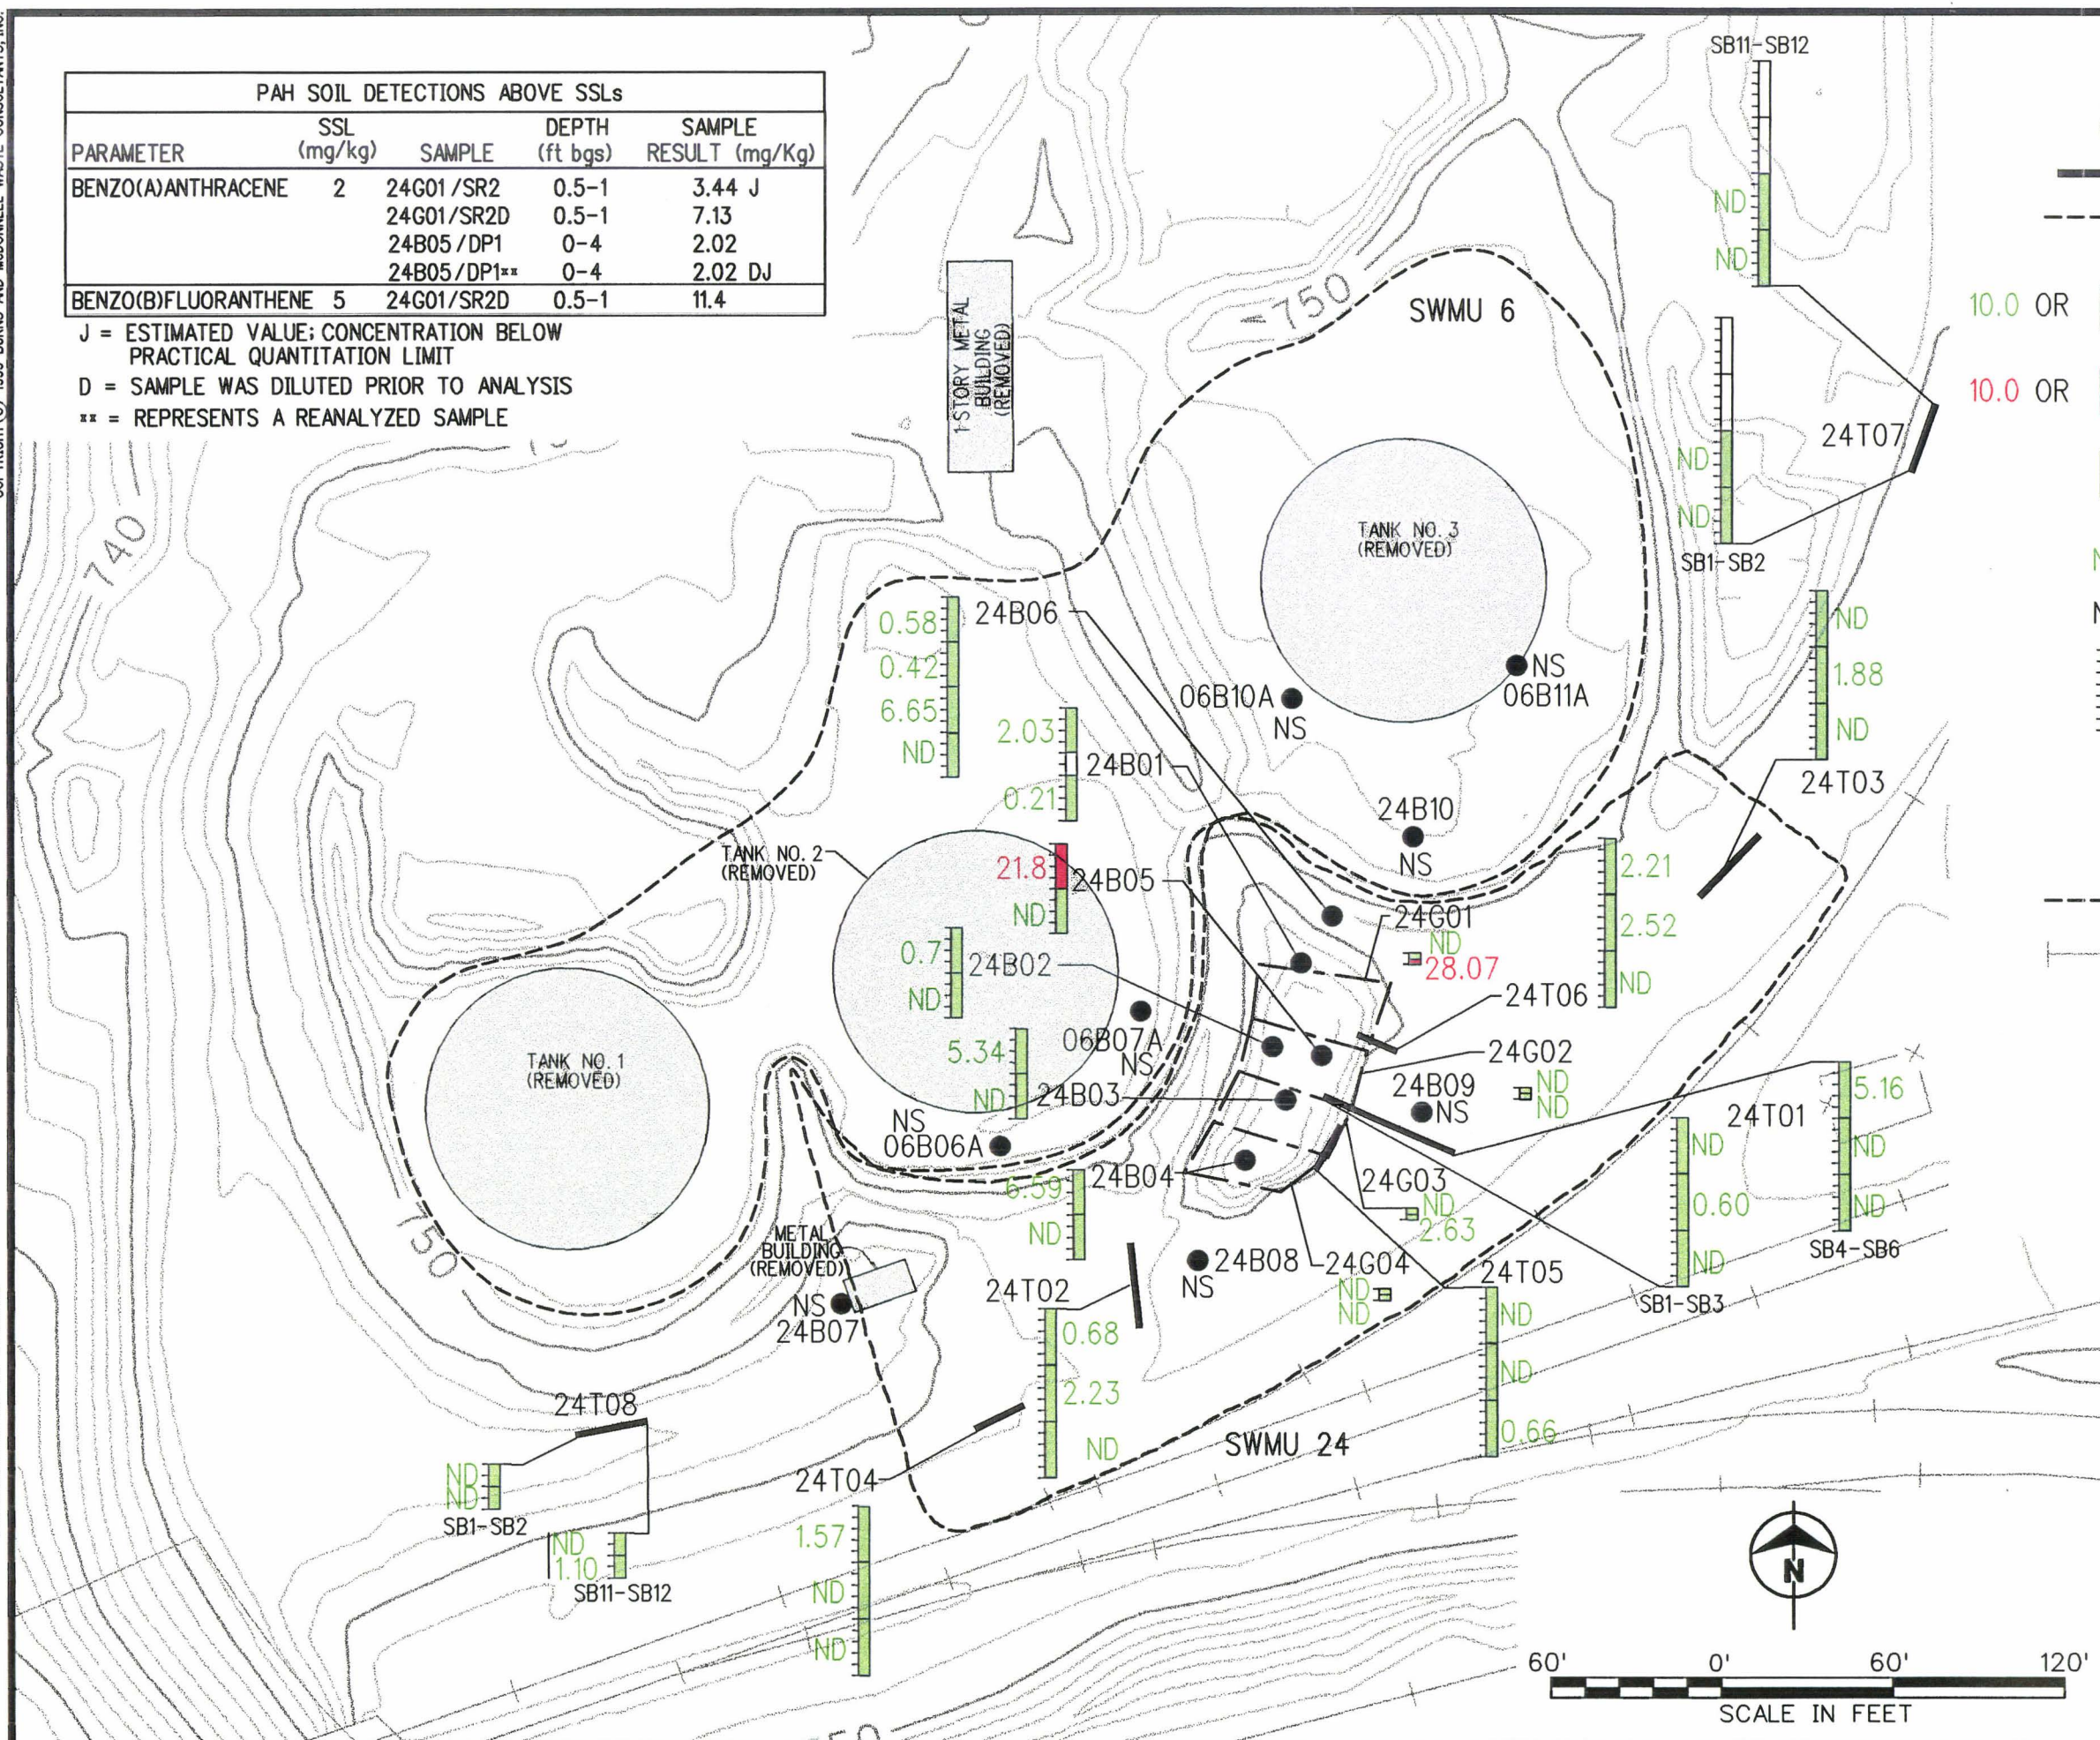 PAH SOIL DETECTIONS ABOVE SSLs
PARAMETER SSL (mg/kg) SAMPLE DEPTH (ft bgs) SAMPLE RESULT (mg/Kg)
BENZO(A)ANTHRACENE 2 24G01/SR2 0.5-1 3.44 J
24G01/SR2D 0.5-1 7.13
24B05/DP1 0-4 2.02
24B05/DP1** 0-4 2.02 DJ
BENZO(B)FLUORANTHENE 5 24G01/SR2D 0.5-1 11.4
J = ESTIMATED VALUE; CONCENTRATION BELOW
PRACTICAL QUANTITATION LIMIT
D = SAMPLE WAS DILUTED PRIOR TO ANALYSIS
** = REPRESENTS A REANALYZED SAMPLE
SB11-SB12
ND
ND
10.0 OR
10.0 OR
1-STORY METAL
BUILDING
(REMOVED)
750
SWMU 6
24T07
ND
ND
SB1-SB2
740
TANK NO. 3
(REMOVED)
24B06
0.58
0.42
6.65
ND
ND
1.88
ND
24T03
NS
06B11A
06B10A
NS
2.03
24B01
0.21
24B10
NS
TANK NO. 2
(REMOVED)
21.8
24B05
ND
2.21
2.52
ND
24G01
ND
28.07
0.7
24B02
ND
24T06
06B07A
NS
24G02
ND
ND
5.34
ND
24B03
24B09
NS
TANK NO. 1
(REMOVED)
24T01
5.16
ND
ND
SB4-SB6
ND
0.60
ND
SB1-SB3
NS
06B06A
6.59
24B04
ND
24G03
ND
2.63
750
METAL
BUILDING
(REMOVED)
NS
24B07
24B08
NS
24G04
ND
ND
24T05
ND
ND
0.66
24T02
0.68
2.23
ND
SWMU 24
24T08
ND
ND
SB1-SB2
ND
1.10
SB11-SB12
24T04
1.57
ND
ND
N
60' 0' 60' 120'
SCALE IN FEET